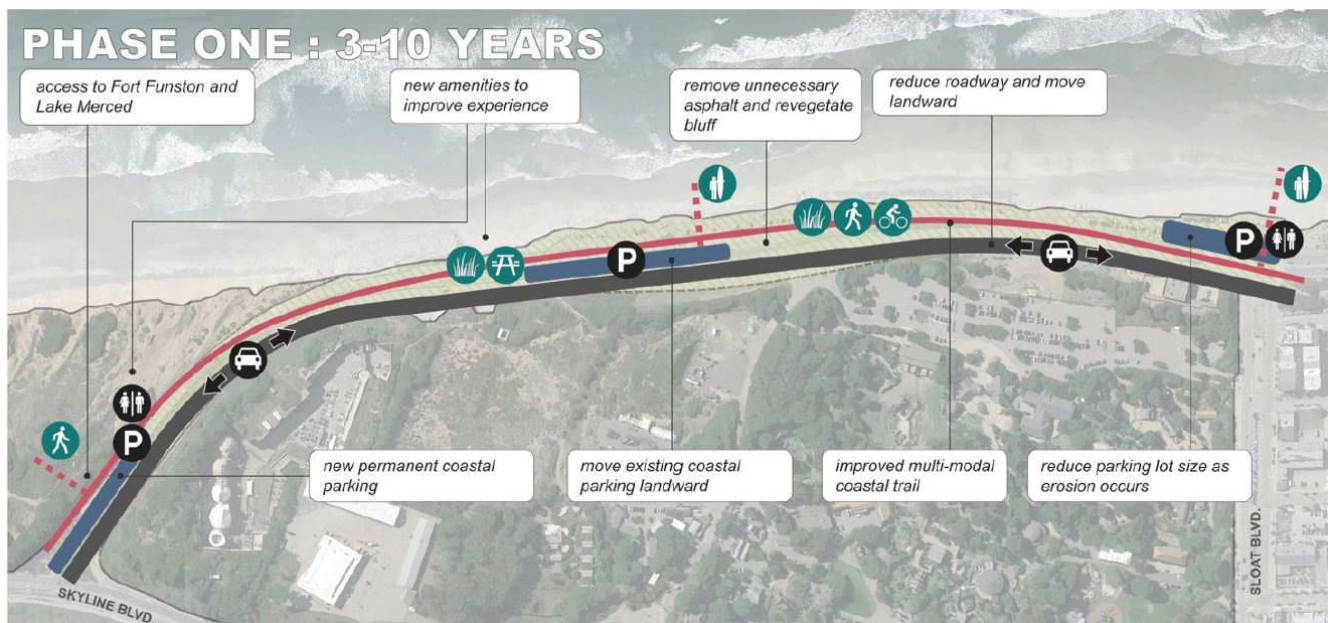 PHASE ONE : 3-10 YEARS
access to Fort Funston and
Lake Merced
new amenities to
improve experience
remove unnecessary
asphalt and revegetate
bluff
reduce roadway and move
landward
P
P
P
new permanent coastal
parking
move existing coastal
parking landward
improved multi-modal
coastal trail
reduce parking lot size as
erosion occurs
SKYLINE BLVD.
SLOAT BLVD.